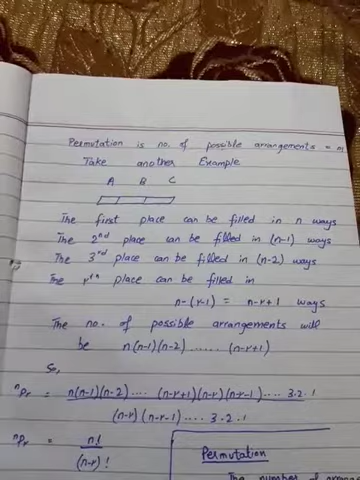 Permutation is no. of possible arrangements =
Take another Example
A B C
The first place can be filled in n ways
The 2nd place can be filled in (n-1) ways
The 3rd place can be filled in (n-2) ways
The rth place can be filled in
n-(r-1) = n-r+1 ways
The no. of possible arrangements will
be n(n-1)(n-2) ...... (n-r+1)
So,
nPr = n(n-1)(n-2) .... (n-r+1)(n-r)(n-r-1) .... 3.2.1
(n-r)(n-r-1) .... 3.2.1
nPr = n!
(n-r)!
Permutation
The number of